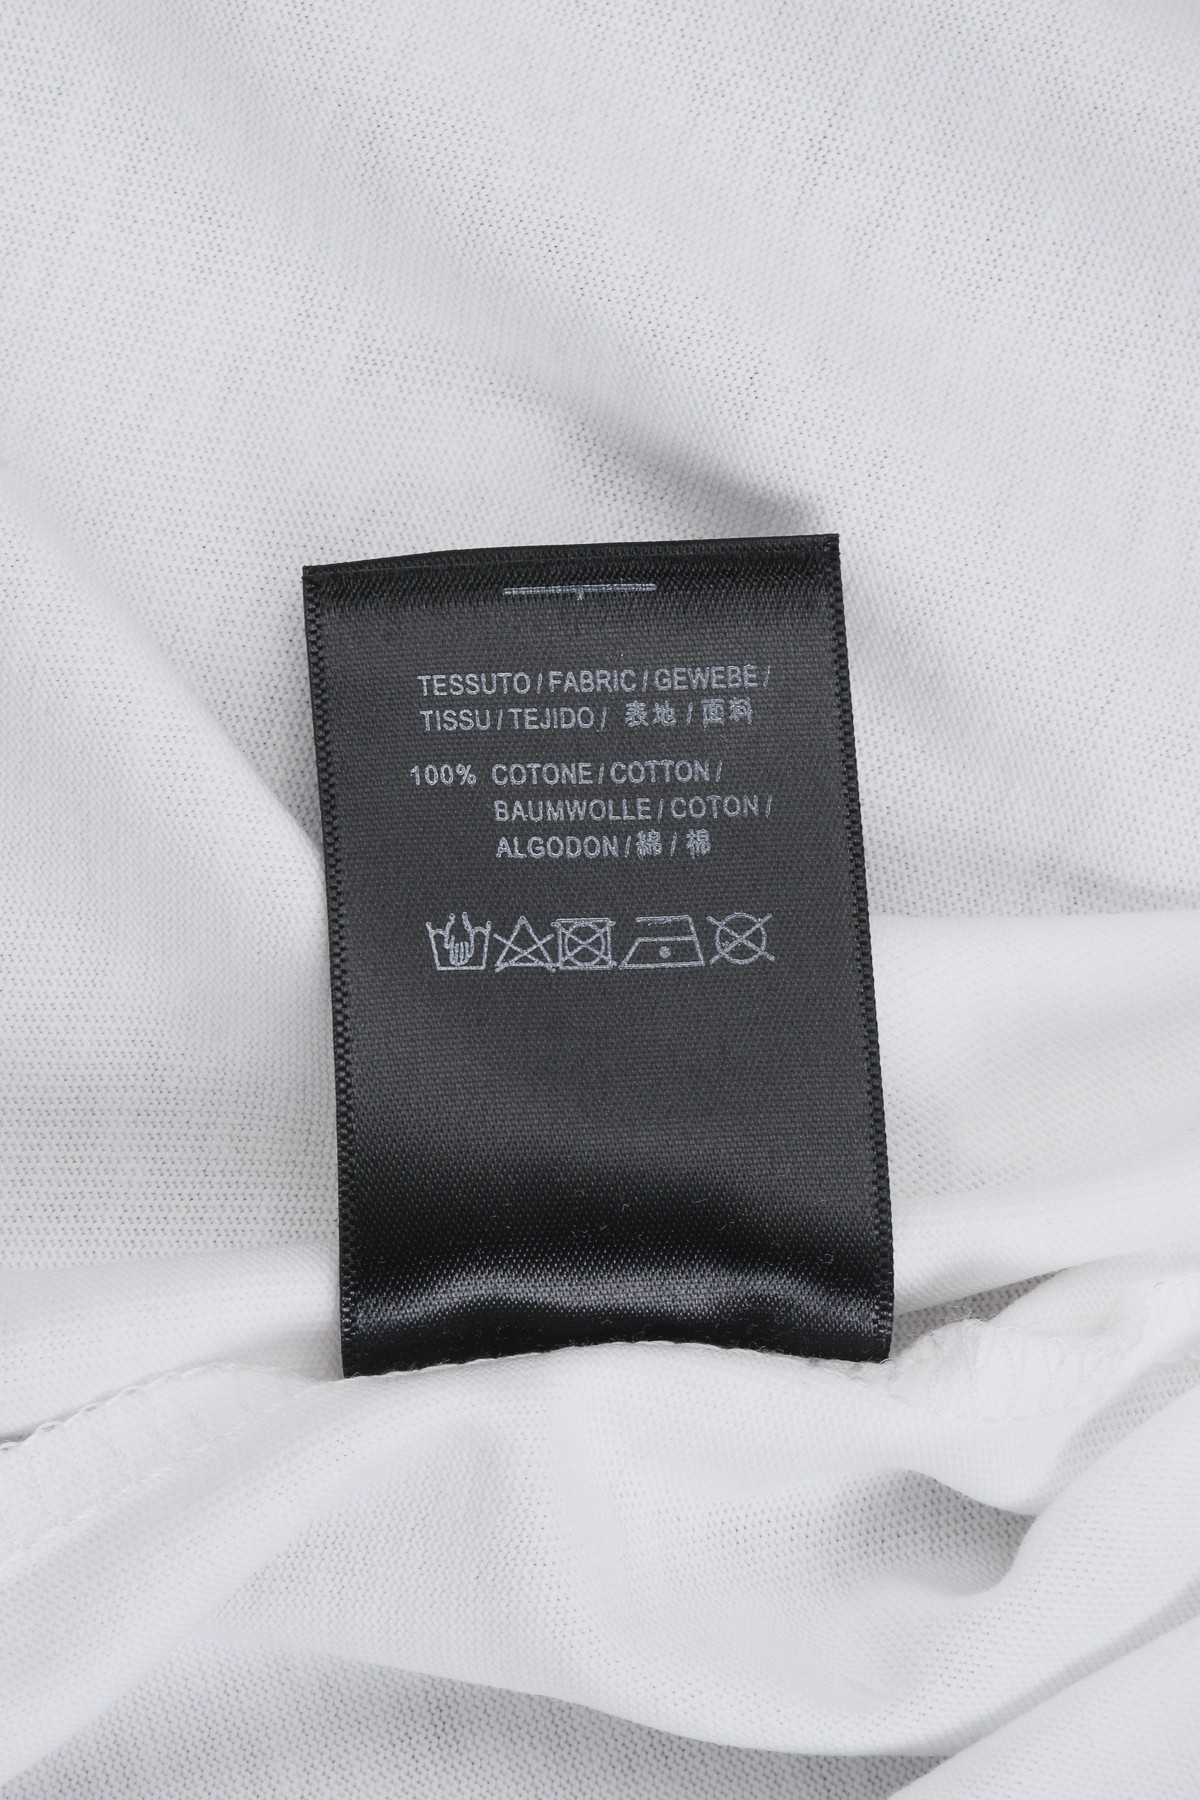 TESSUTO / FABRIC / GEWEBE /
TISSU / TEJIDO / 表地 / 面料
100% COTONE / COTTON /
BAUMWOLLE / COTON /
ALGODON / 綿 / 棉